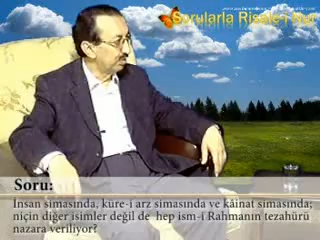 Sorularla Risale-i Nur
Soru:
İnsan simasında, küre-i arz simasında ve kâinat simasında;
niçin diğer isimler değil de hep ism-i Rahmanın tezahürü
nazara veriliyor?